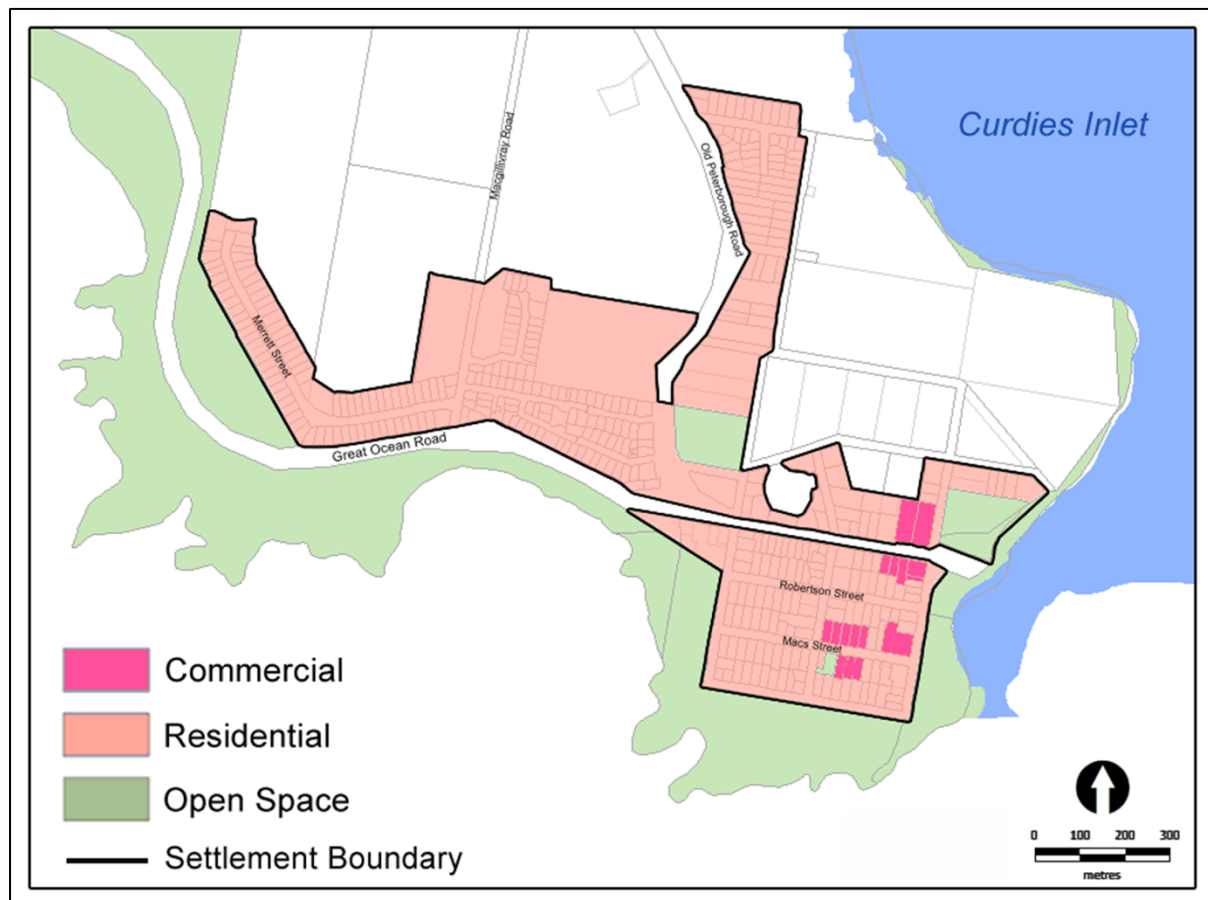 Curdies Inlet
Macgillivray Road
Old Peterborough Road
Merrett Street
Great Ocean Road
Robertson Street
Macs Street
Commercial
Residential
Open Space
Settlement Boundary
0 100 200 300
metres